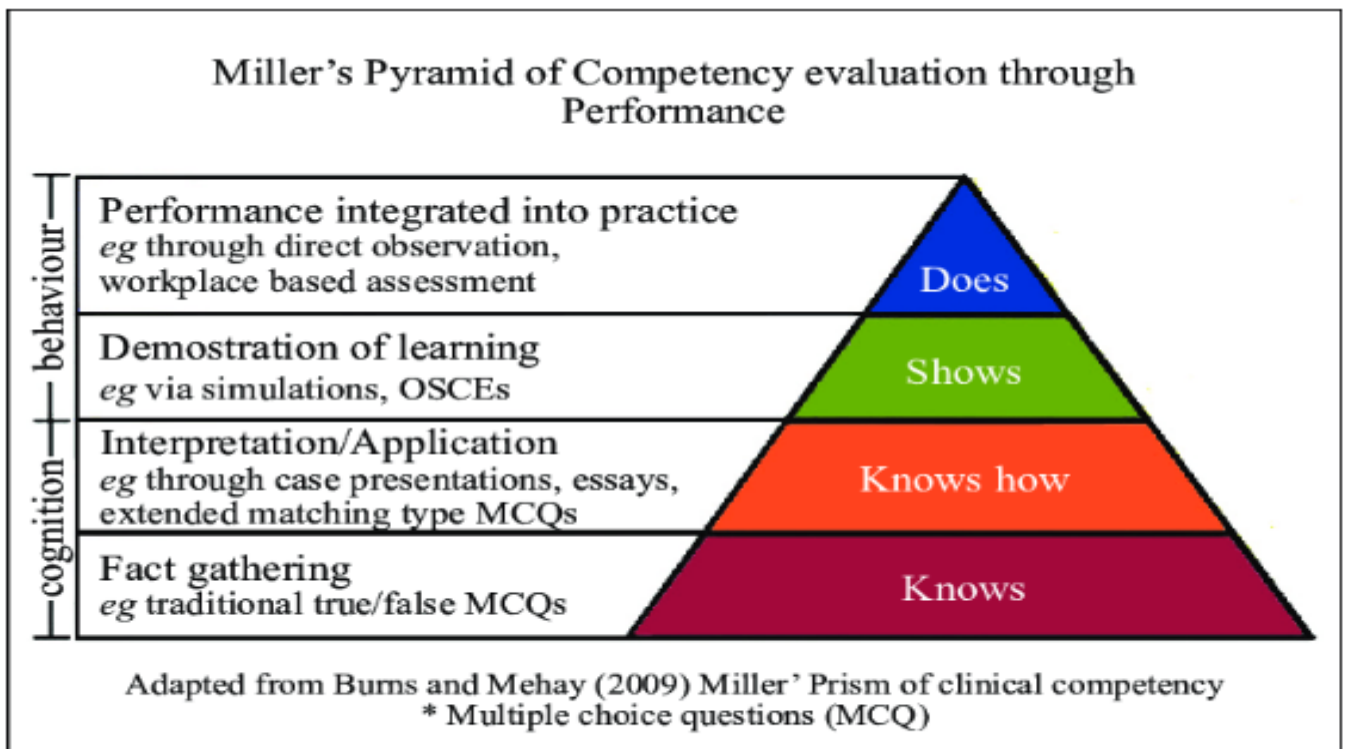 Miller's Pyramid of Competency evaluation through
Performance
behaviour
cognition
Performance integrated into practice
eg through direct observation,
workplace based assessment
Does
Demostration of learning
eg via simulations, OSCEs
Shows
Interpretation/Application
eg through case presentations, essays,
extended matching type MCQs
Knows how
Fact gathering
eg traditional true/false MCQs
Knows
Adapted from Burns and Mehay (2009) Miller' Prism of clinical competency
* Multiple choice questions (MCQ)